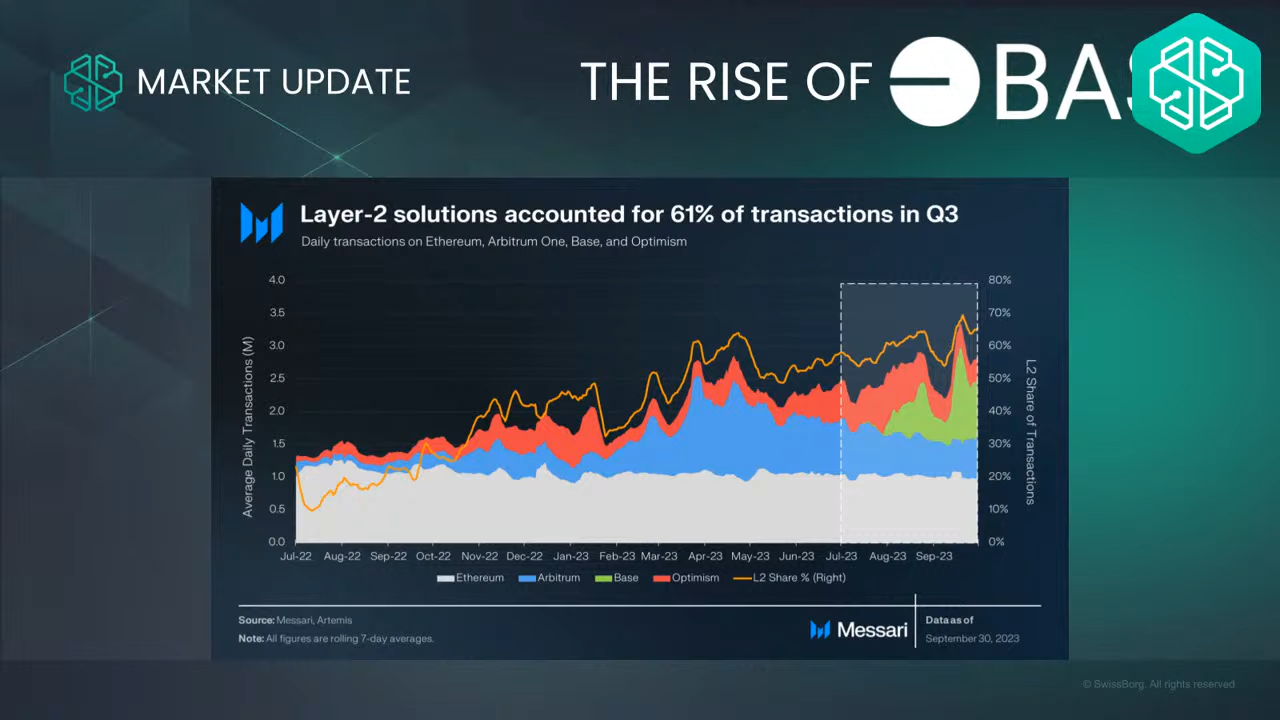 MARKET UPDATE
THE RISE OF BAS
Layer-2 solutions accounted for 61% of transactions in Q3
Daily transactions on Ethereum, Arbitrum One, Base, and Optimism
Average Daily Transactions (M)
4.0
3.5
3.0
2.5
2.0
1.5
1.0
0.5
0.0
80%
70%
60%
50%
40%
30%
20%
10%
0%
L2 Share of Transactions
Jul-22 Aug-22 Sep-22 Oct-22 Nov-22 Dec-22 Jan-23 Feb-23 Mar-23 Apr-23 May-23 Jun-23 Jul-23 Aug-23 Sep-23
Ethereum Arbitrum Base Optimism L2 Share % (Right)
Source: Messari, Artemis
Note: All figures are rolling 7-day averages.
Messari
Data as of
September 30, 2023
© SwissBorg. All rights reserved